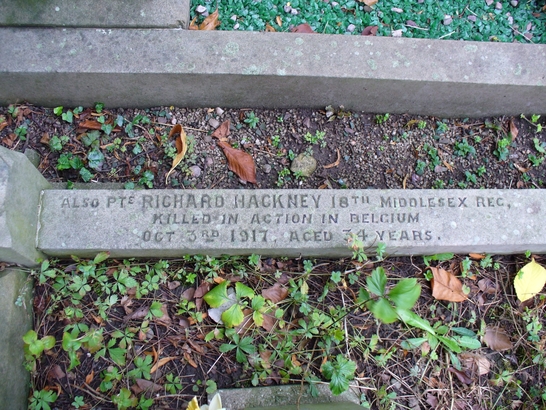 ALSO PTE RICHARD HACKNEY 18TH MIDDLESEX REG,
KILLED IN ACTION IN BELGIUM
OCT 3RD 1917, AGED 34 YEARS.